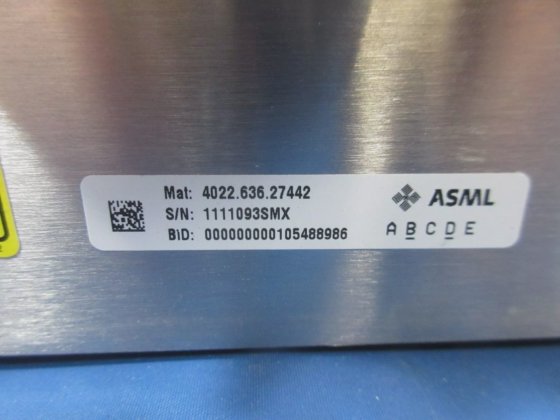 Mat: 4022.636.27442
S/N: 1111093SMX
BID: 000000000105488986
ASML
A B C D E